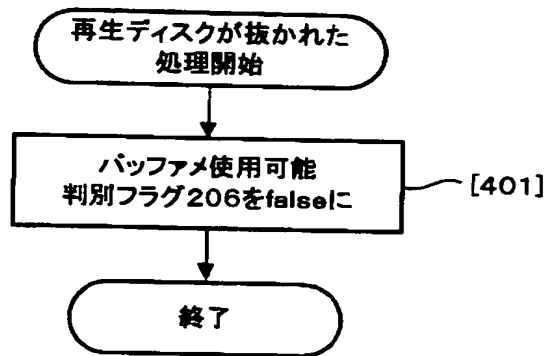 再生ディスクが抜かれた
処理開始
バッファメ使用可能
判別フラグ206をfalseに
[401]
終了